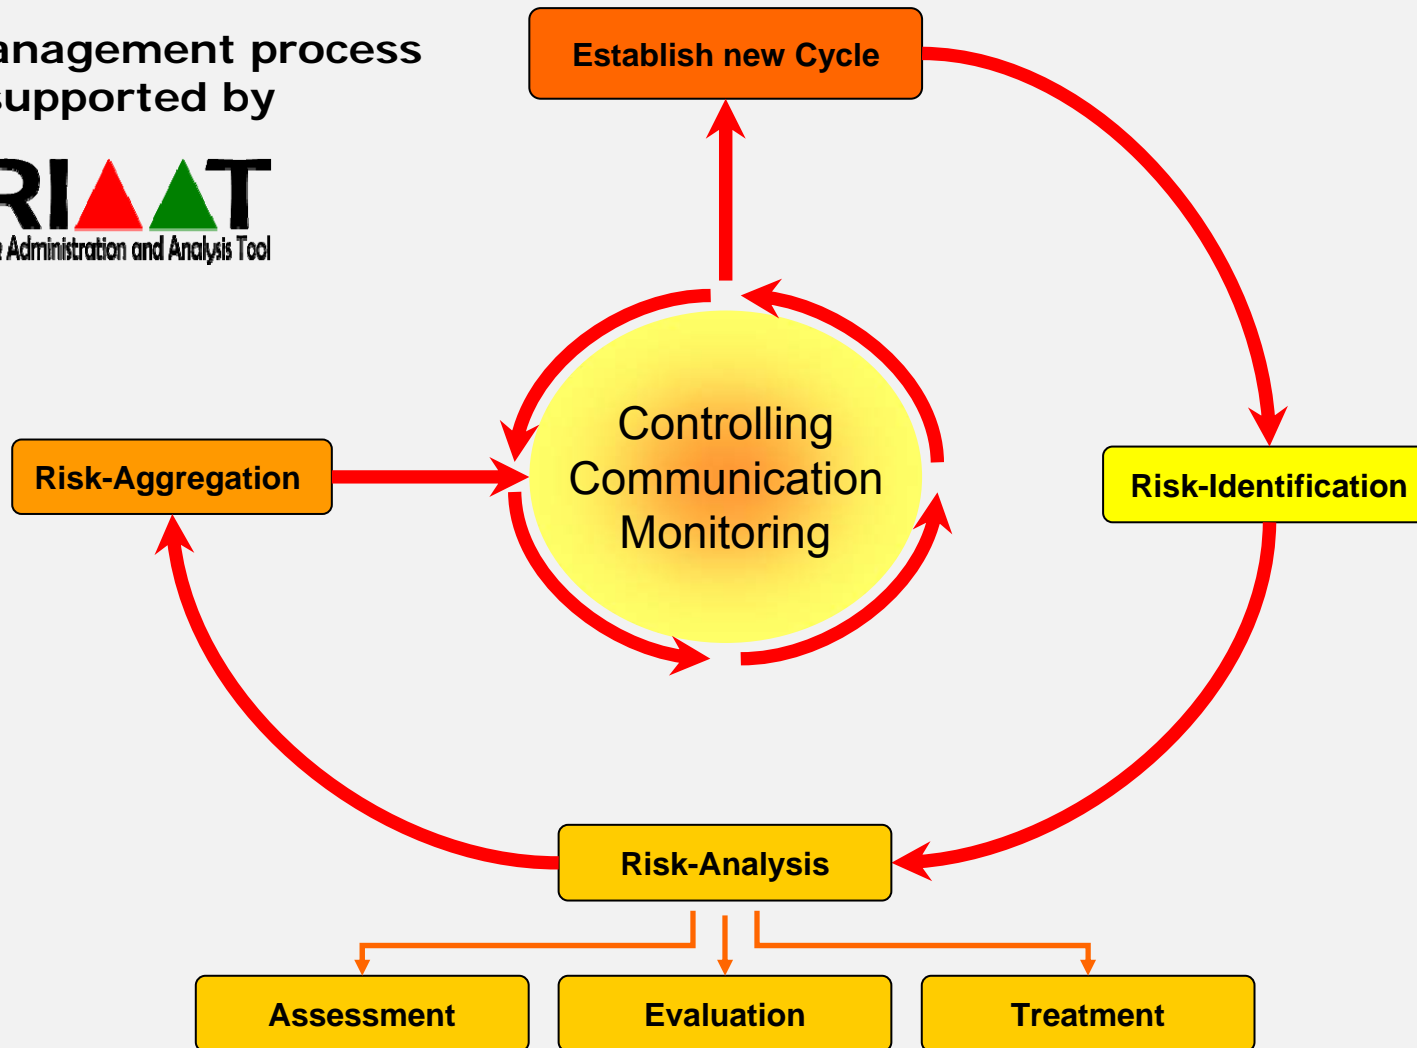 anagement process
supported by
RIAAT
Administration and Analysis Tool
Establish new Cycle
Controlling
Communication
Monitoring
Risk-Aggregation
Risk-Identification
Risk-Analysis
Assessment
Evaluation
Treatment